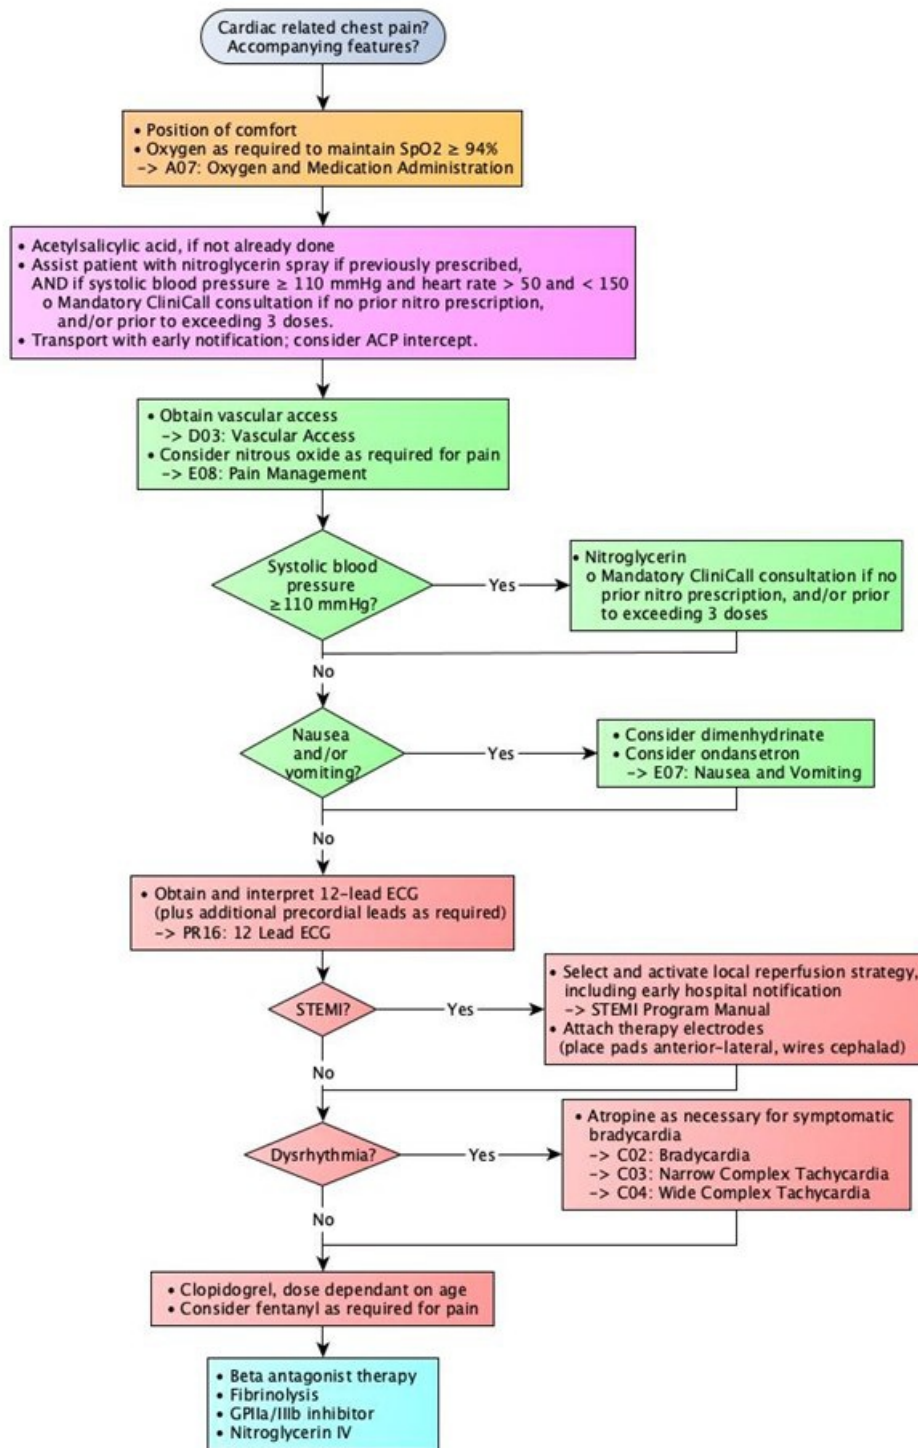 Cardiac related chest pain?
Accompanying features?
• Position of comfort
• Oxygen as required to maintain SpO2 ≥ 94%
-> A07: Oxygen and Medication Administration
• Acetylsalicylic acid, if not already done
• Assist patient with nitroglycerin spray if previously prescribed,
AND if systolic blood pressure ≥ 110 mmHg and heart rate > 50 and < 150
o Mandatory CliniCall consultation if no prior nitro prescription,
and/or prior to exceeding 3 doses.
• Transport with early notification; consider ACP intercept.
• Obtain vascular access
-> D03: Vascular Access
• Consider nitrous oxide as required for pain
-> E08: Pain Management
Systolic blood
pressure
≥110 mmHg?
Yes
• Nitroglycerin
o Mandatory CliniCall consultation if no
prior nitro prescription, and/or prior
to exceeding 3 doses
No
Nausea
and/or
vomiting?
Yes
• Consider dimenhydrinate
• Consider ondansetron
-> E07: Nausea and Vomiting
No
• Obtain and interpret 12-lead ECG
(plus additional precordial leads as required)
-> PR16: 12 Lead ECG
STEMI?
Yes
• Select and activate local reperfusion strategy,
including early hospital notification
-> STEMI Program Manual
• Attach therapy electrodes
(place pads anterior-lateral, wires cephalad)
No
Dysrhythmia?
Yes
• Atropine as necessary for symptomatic
bradycardia
-> C02: Bradycardia
-> C03: Narrow Complex Tachycardia
-> C04: Wide Complex Tachycardia
No
• Clopidogrel, dose dependant on age
• Consider fentanyl as required for pain
• Beta antagonist therapy
• Fibrinolysis
• GPIIa/IIIb inhibitor
• Nitroglycerin IV